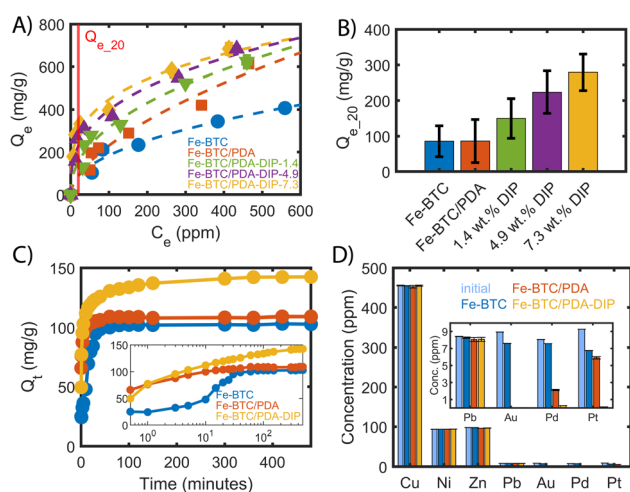 A)
Q_e_20
Q_e (mg/g)
800
600
400
200
0
0 100 200 300 400 500 600
C_e (ppm)
Fe-BTC
Fe-BTC/PDA
Fe-BTC/PDA-DIP-1.4
Fe-BTC/PDA-DIP-4.9
Fe-BTC/PDA-DIP-7.3
B)
Q_e_20 (mg/g)
400
300
200
100
0
Fe-BTC
Fe-BTC/PDA
1.4 wt.% DIP
4.9 wt.% DIP
7.3 wt.% DIP
C)
Q_t (mg/g)
150
100
50
0
0 100 200 300 400
Time (minutes)
150
100
50
0
10^0 10^1 10^2
Fe-BTC
Fe-BTC/PDA
Fe-BTC/PDA-DIP
D)
Concentration (ppm)
500
400
300
200
100
0
initial Fe-BTC/PDA
Fe-BTC Fe-BTC/PDA-DIP
Conc. (ppm)
9
6
3
0
Pb Au Pd Pt
Cu Ni Zn Pb Au Pd Pt